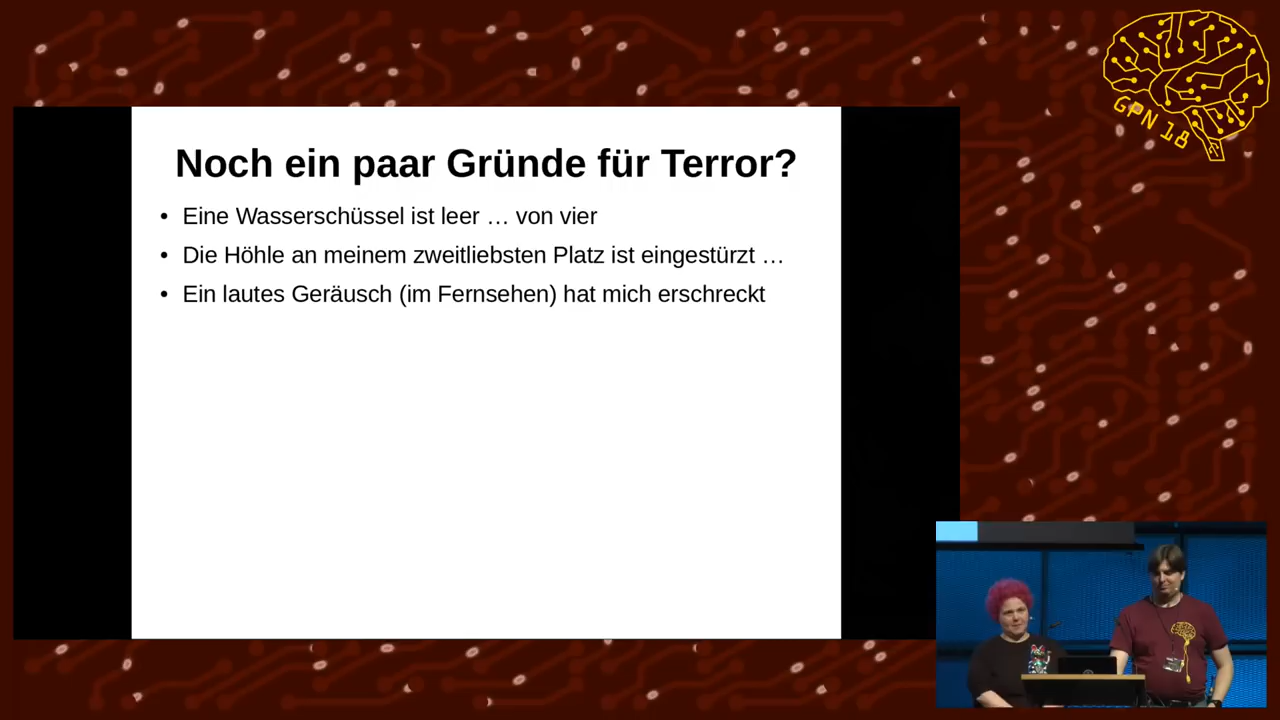 Noch ein paar Gründe für Terror?
• Eine Wasserschüssel ist leer … von vier
• Die Höhle an meinem zweitliebsten Platz ist eingestürzt …
• Ein lautes Geräusch (im Fernsehen) hat mich erschreckt
GPN 18